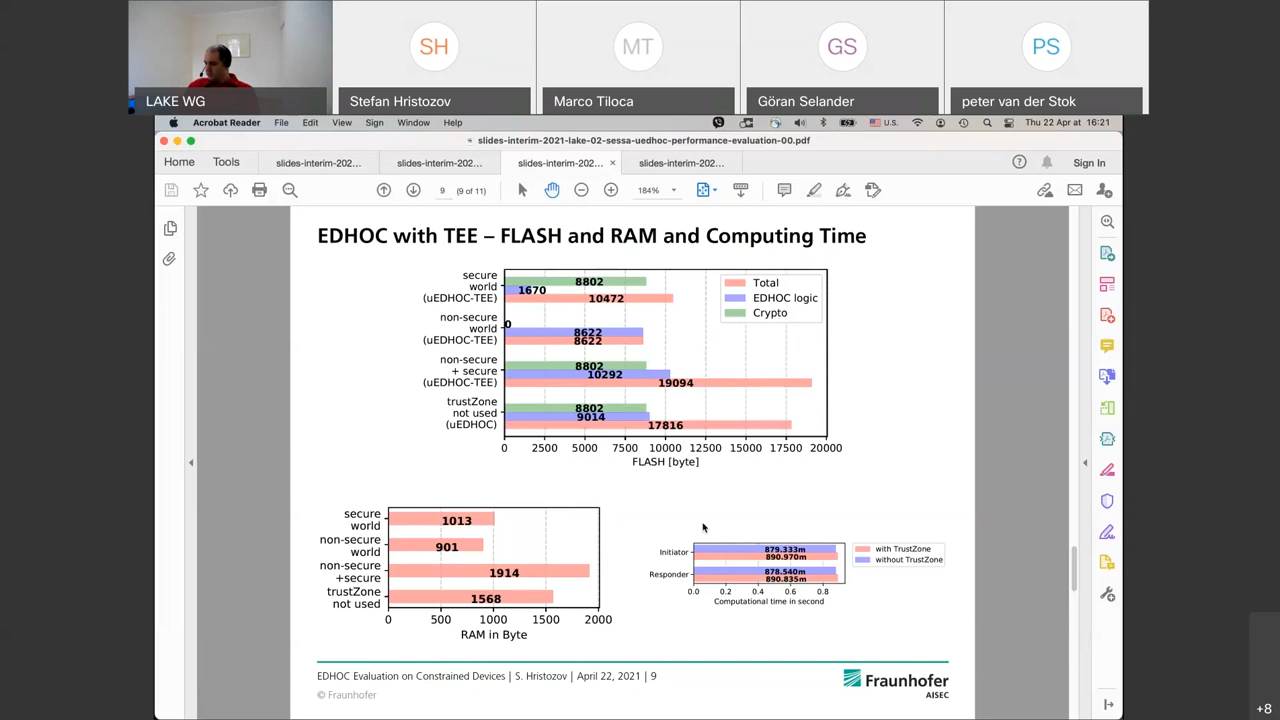 SH
MT
GS
PS
LAKE WG
Stefan Hristozov
Marco Tiloca
Göran Selander
peter van der Stok
Acrobat Reader File Edit View Sign Window Help
U.S.
Thu 22 Apr at 16:21
slides-interim-2021-lake-02-sessa-uedhoc-performance-evaluation-00.pdf
Home Tools slides-interim-202... slides-interim-202... slides-interim-202... × slides-interim-202... Sign In
9 (9 of 11) 184%
EDHOC with TEE – FLASH and RAM and Computing Time
secure
world
(uEDHOC-TEE)
8802
1670
10472
non-secure
world
(uEDHOC-TEE)
0
8622
8622
non-secure
+ secure
(uEDHOC-TEE)
8802
10292
19094
trustZone
not used
(uEDHOC)
8802
9014
17816
Total
EDHOC logic
Crypto
0 2500 5000 7500 10000 12500 15000 17500 20000
FLASH [byte]
secure
world
1013
non-secure
world
901
non-secure
+secure
1914
trustZone
not used
1568
0 500 1000 1500 2000
RAM in Byte
Initiator
879.333m
890.970m
Responder
878.540m
890.835m
with TrustZone
without TrustZone
0.0 0.2 0.4 0.6 0.8
Computational time in second
EDHOC Evaluation on Constrained Devices | S. Hristozov | April 22, 2021 | 9
© Fraunhofer
Fraunhofer
AISEC
+8